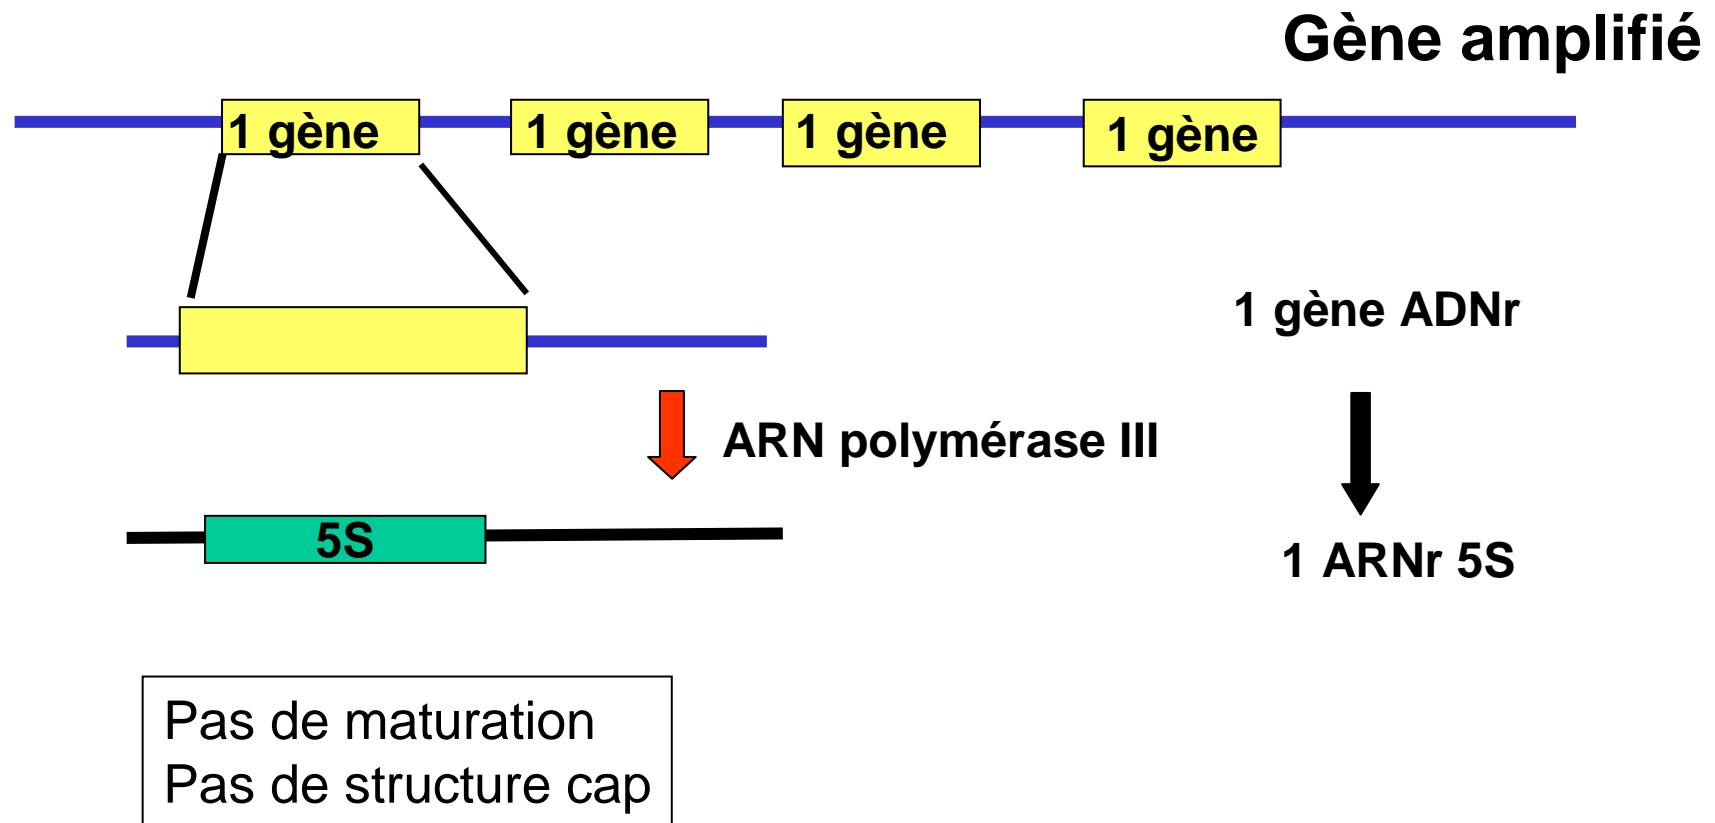 Gène amplifié
1 gène 1 gène 1 gène 1 gène
1 gène ADNr
ARN polymérase III
5S
1 ARNr 5S
Pas de maturation
Pas de structure cap